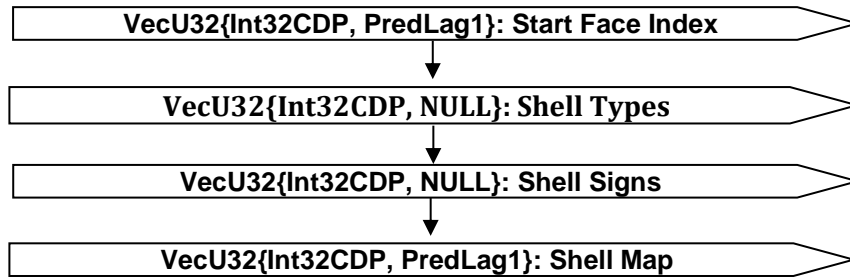 VecU32{Int32CDP, PredLag1}: Start Face Index
VecU32{Int32CDP, NULL}: Shell Types
VecU32{Int32CDP, NULL}: Shell Signs
VecU32{Int32CDP, PredLag1}: Shell Map